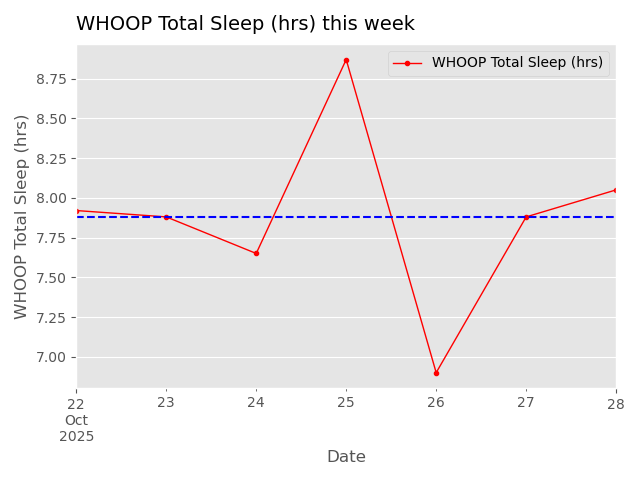 WHOOP Total Sleep (hrs) this week
WHOOP Total Sleep (hrs)
WHOOP Total Sleep (hrs)
8.75
8.50
8.25
8.00
7.75
7.50
7.25
7.00
22 23 24 25 26 27 28
Oct
2025
Date